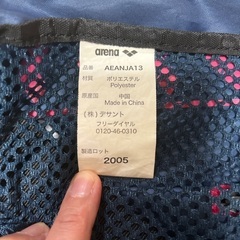 arena
品番 AEANJA13
材質 ポリエステル
Polyester
原産国 中国
Made in China
(株)デサント
フリーダイヤル
0120-46-0310
製造ロット
2005